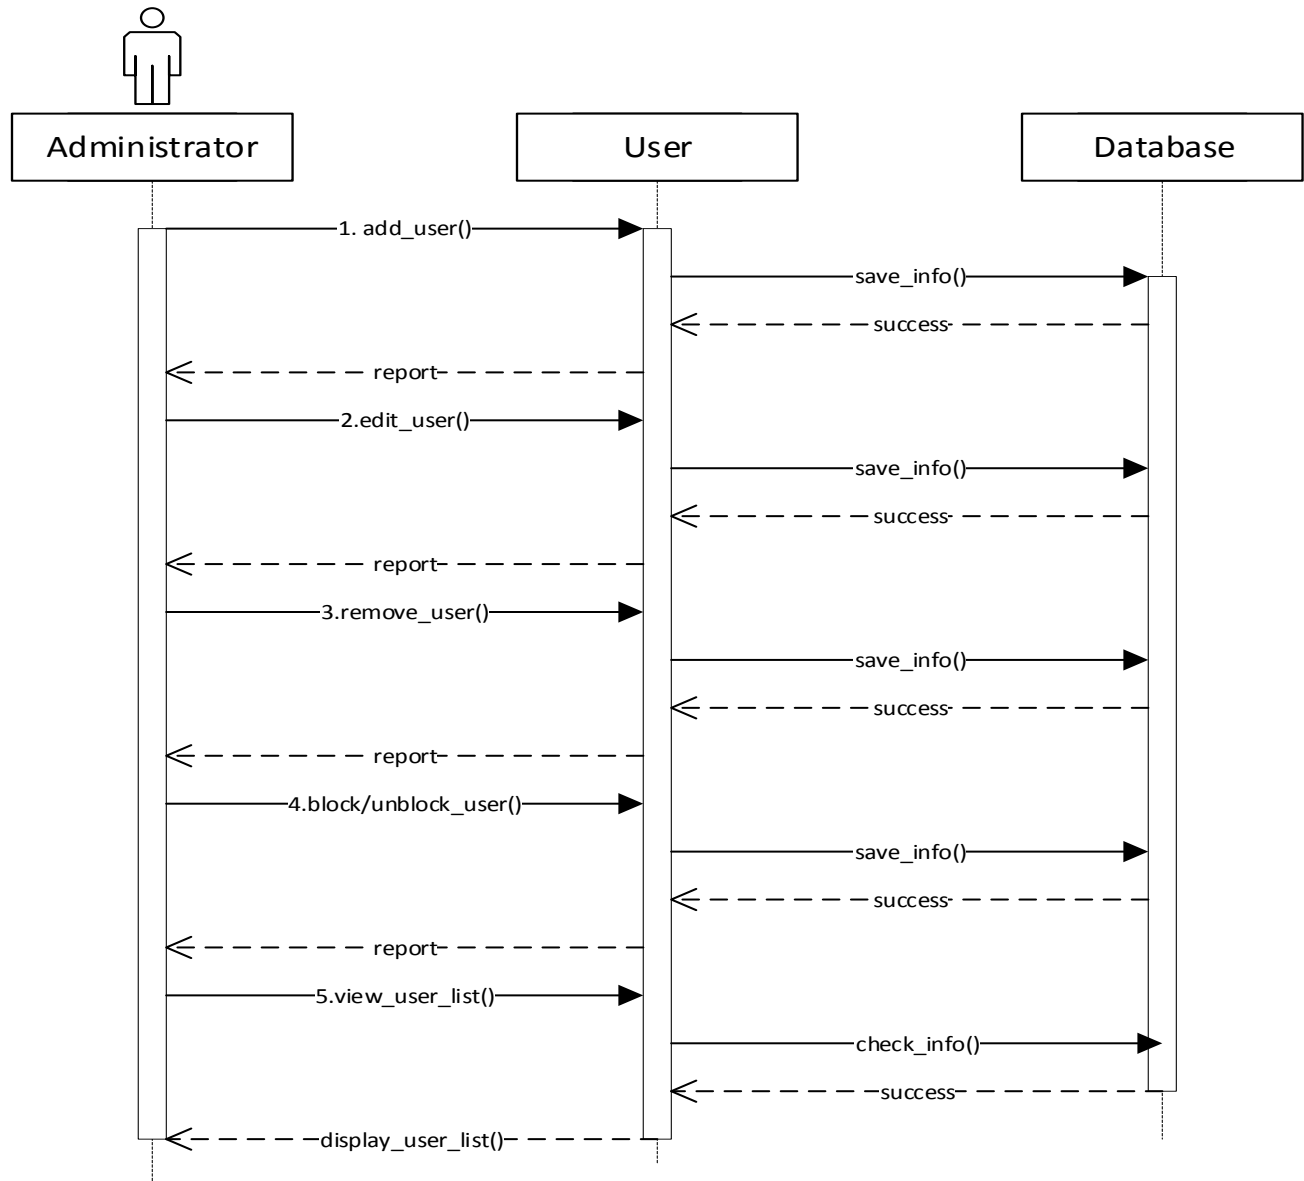 Administrator
User
Database
1. add_user()
save_info()
success
report
2.edit_user()
save_info()
success
report
3.remove_user()
save_info()
success
report
4.block/unblock_user()
save_info()
success
report
5.view_user_list()
check_info()
success
display_user_list()